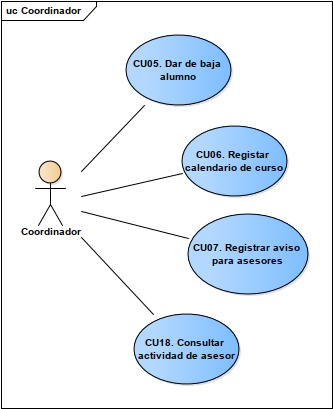 uc Coordinador
CU05. Dar de baja
alumno
CU06. Registar
calendario de curso
Coordinador
CU07. Registrar aviso
para asesores
CU18. Consultar
actividad de asesor